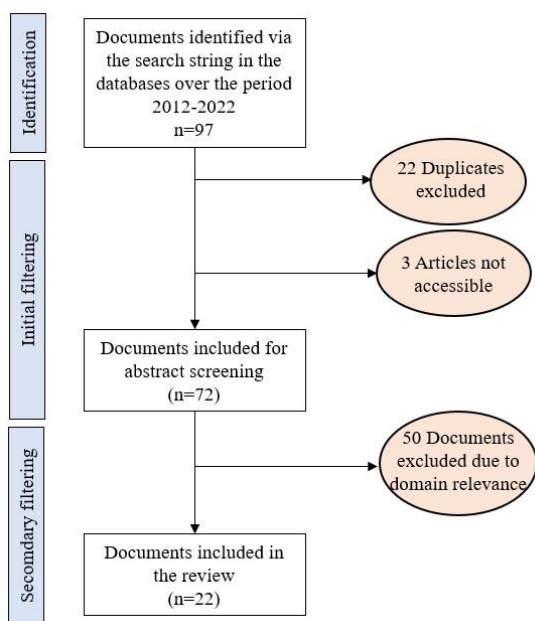 Identification
Documents identified via
the search string in the
databases over the period
2012-2022
n=97
22 Duplicates
excluded
Initial filtering
3 Articles not
accessible
Documents included for
abstract screening
(n=72)
Secomdary filtering
50 Documents
excluded due to
domain relevance
Documents included in
the review
(n=22)